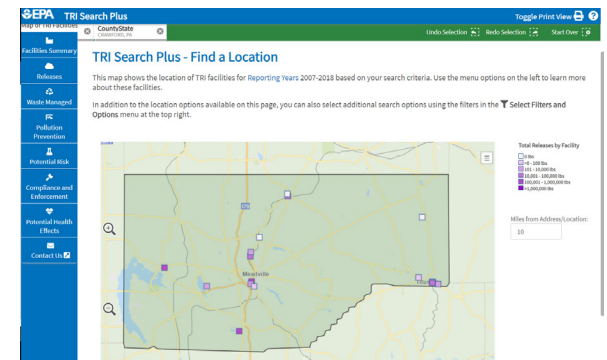 EPA TRI Search Plus
Toggle Print View
Map of TRI Facilities
CountyState
CRAWFORD, PA
Undo Selection
Redo Selection
Start Over
Facilities Summary
Releases
Waste Managed
Pollution
Prevention
Potential Risk
Compliance and
Enforcement
Potential Health
Effects
Contact Us
TRI Search Plus - Find a Location
This map shows the location of TRI facilities for Reporting Years 2007-2018 based on your search criteria. Use the menu options on the left to learn more
about these facilities.
In addition to the location options available on this page, you can also select additional search options using the filters in the Select Filters and
Options menu at the top right.
Meadville
Total Releases by Facility
0 lbs
>0 - 100 lbs
101 - 10,000 lbs
10,001 - 100,000 lbs
100,001 - 1,000,000 lbs
>1,000,000 lbs
Miles from Address/Location:
10